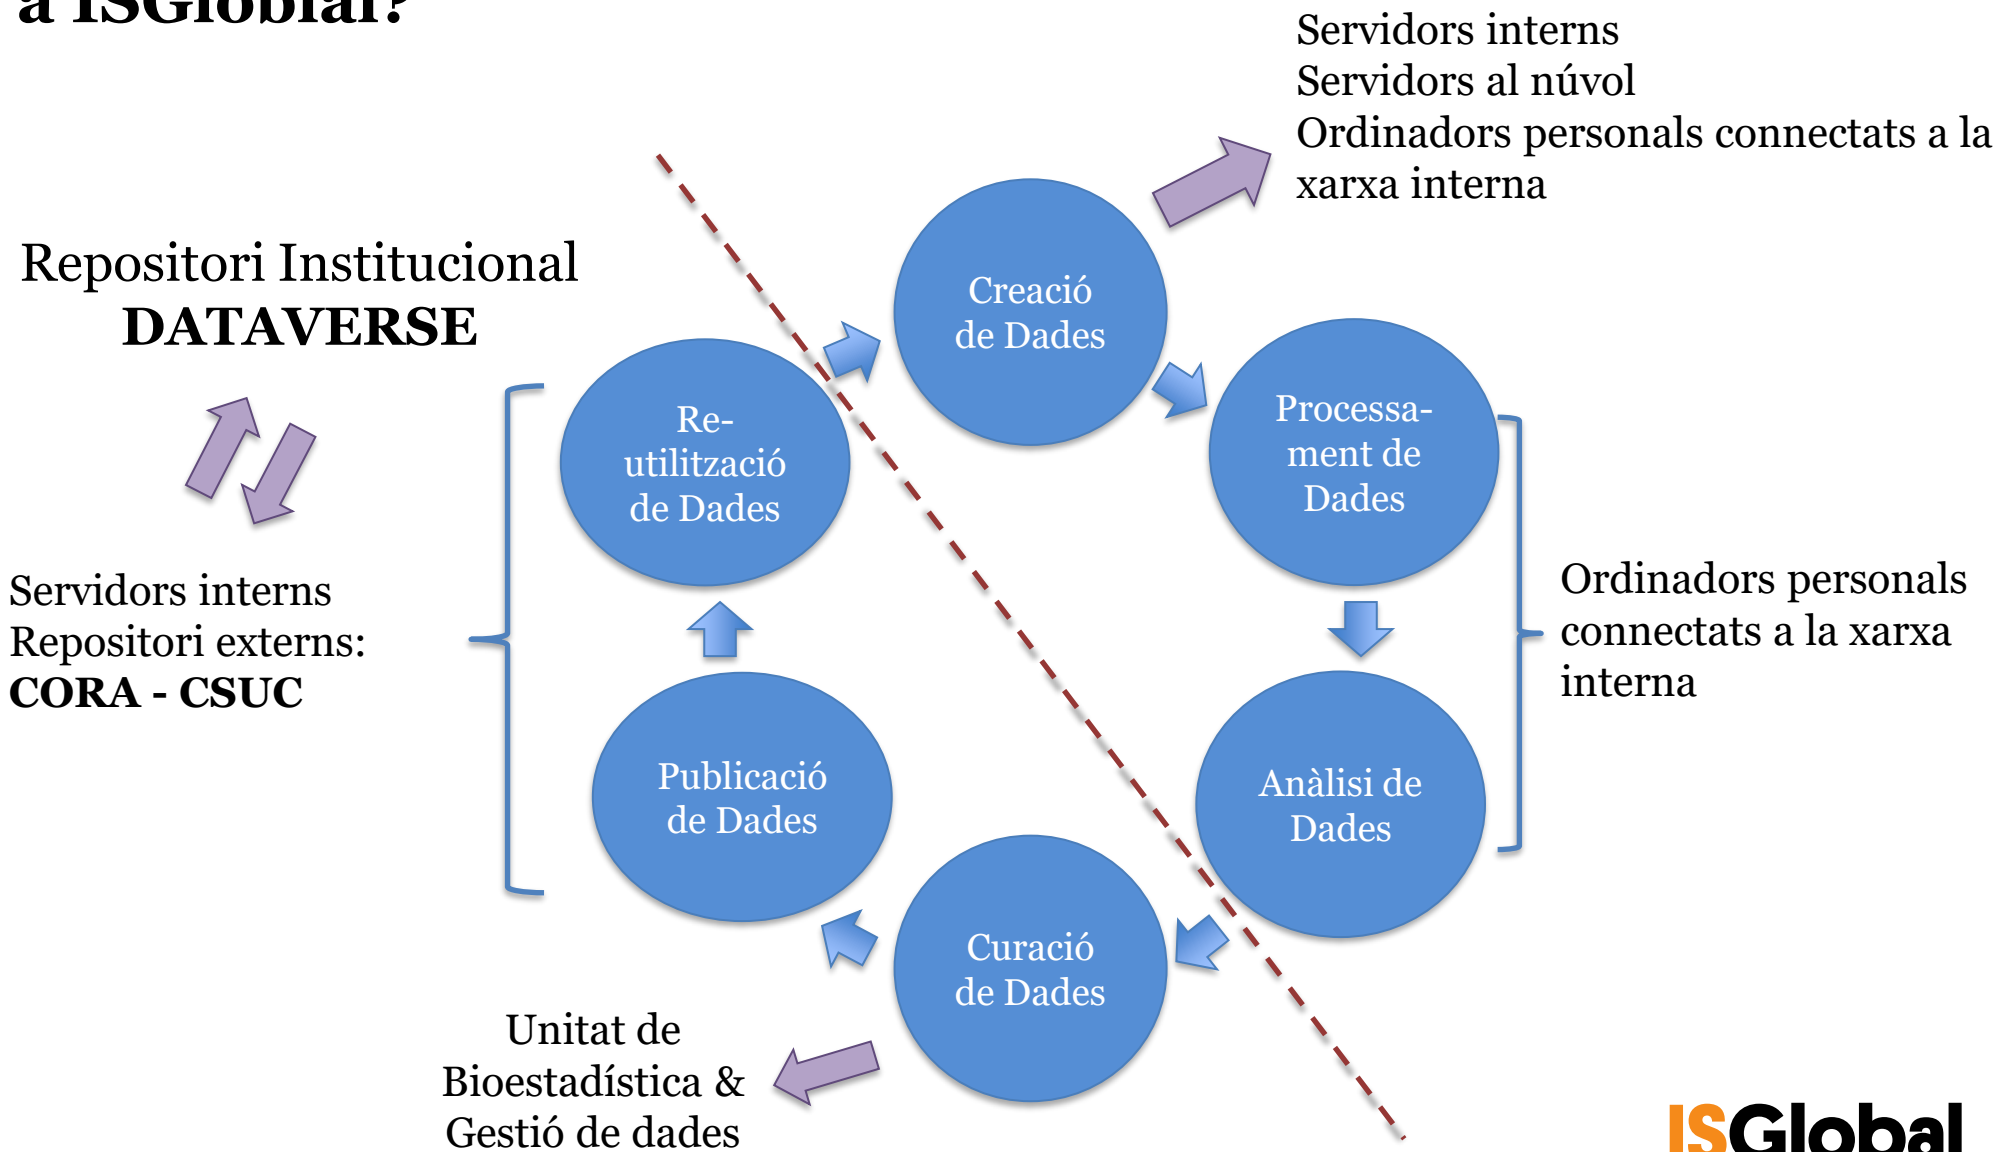 a ISGloblal?
Servidors interns
Servidors al núvol
Ordinadors personals connectats a la
xarxa interna
Repositori Institucional
DATAVERSE
Creació
de Dades
Processa-
ment de
Dades
Re-
utilització
de Dades
Servidors interns
Repositori externs:
CORA - CSUC
Ordinadors personals
connectats a la xarxa
interna
Publicació
de Dades
Anàlisi de
Dades
Curació
de Dades
Unitat de
Bioestadística &
Gestió de dades
ISGlobal